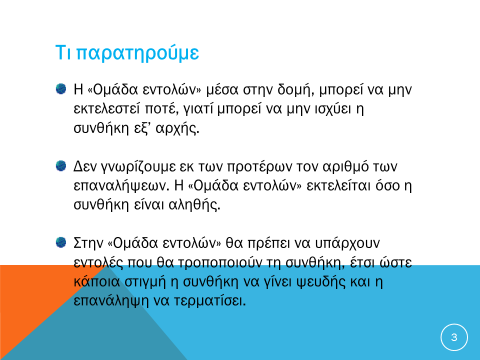 Τι παρατηρούμε
Η «Ομάδα εντολών» μέσα στην δομή, μπορεί να μην
εκτελεστεί ποτέ, γιατί μπορεί να μην ισχύει η
συνθήκη εξ’ αρχής.
Δεν γνωρίζουμε εκ των προτέρων τον αριθμό των
επαναλήψεων. Η «Ομάδα εντολών» εκτελείται όσο η
συνθήκη είναι αληθής.
Στην «Ομάδα εντολών» θα πρέπει να υπάρχουν
εντολές που θα τροποποιούν τη συνθήκη, έτσι ώστε
κάποια στιγμή η συνθήκη να γίνει ψευδής και η
επανάληψη να τερματίσει.
3